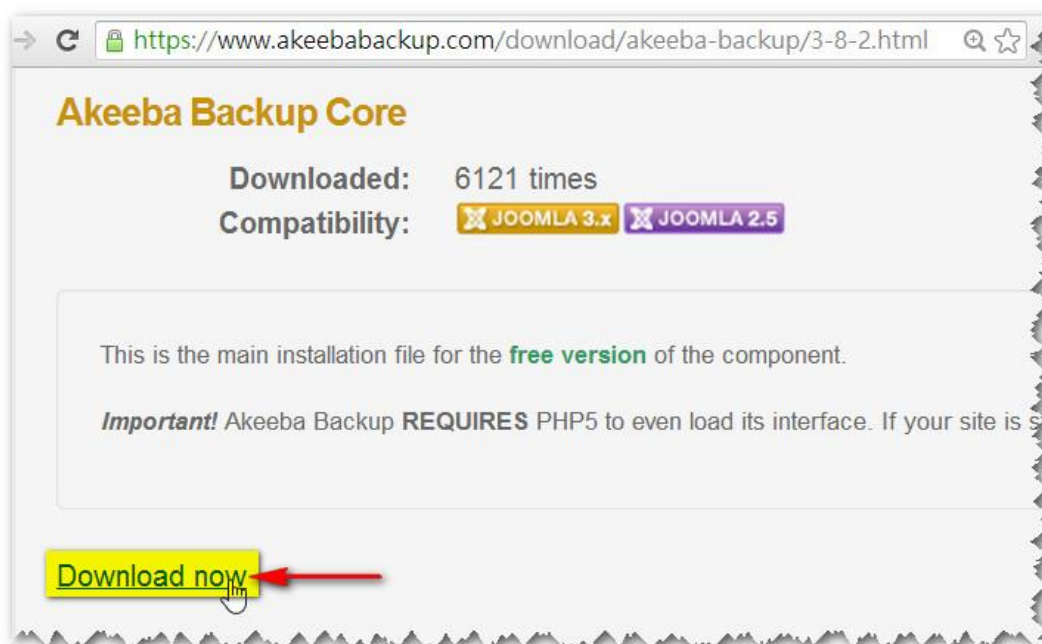 https://www.akeebabackup.com/download/akeeba-backup/3-8-2.html
Akeeba Backup Core
Downloaded: 6121 times
Compatibility: JOOMLA 3.x JOOMLA 2.5
This is the main installation file for the free version of the component.
Important! Akeeba Backup REQUIRES PHP5 to even load its interface. If your site is
Download now